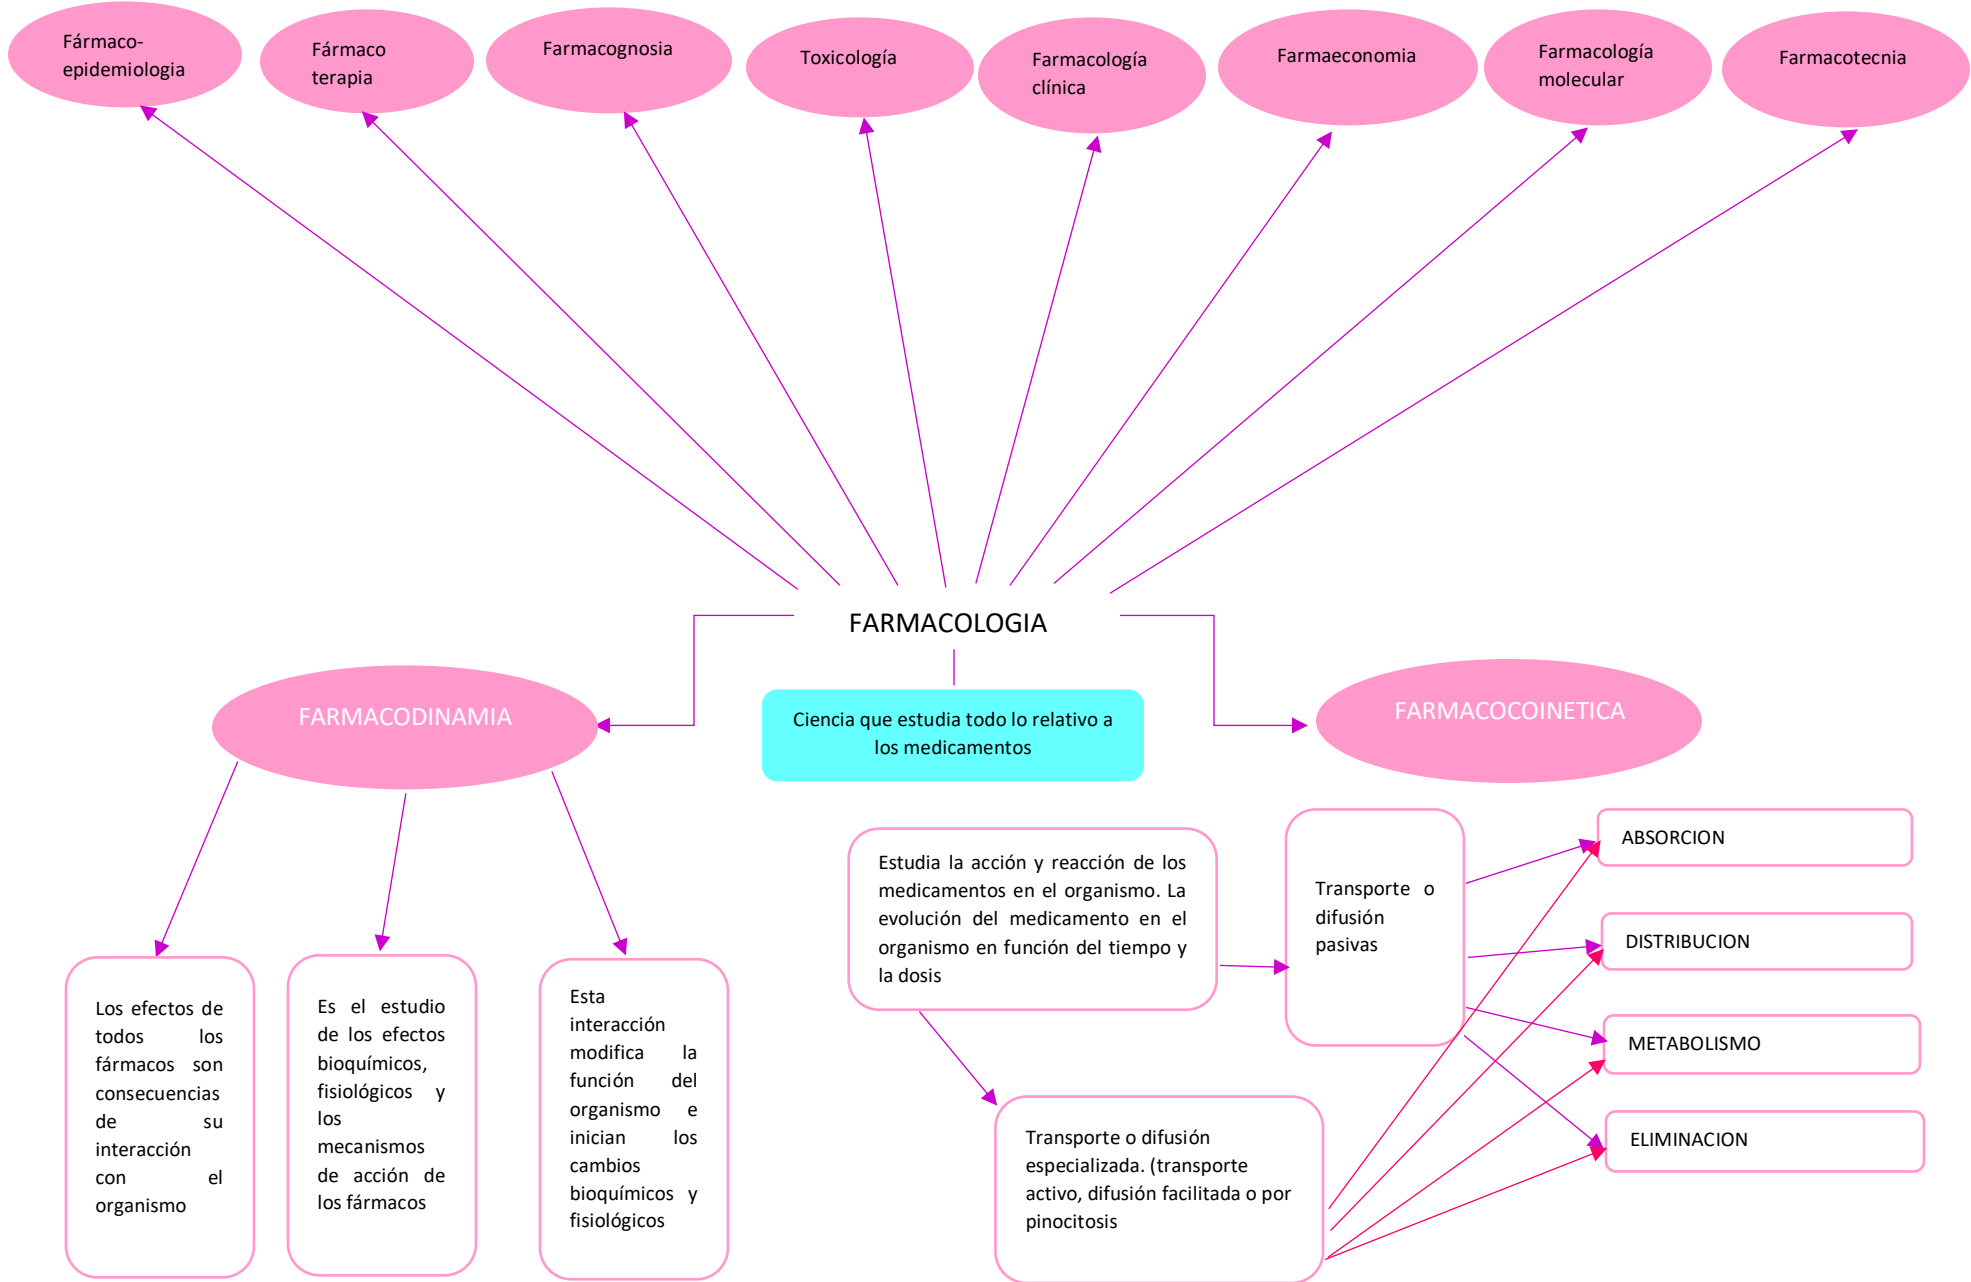 Fármaco-
epidemiologia
Fármaco
terapia
Farmacognosia
Toxicología
Farmacología
clínica
Farmaeconomia
Farmacología
molecular
Farmacotecnia
FARMACOLOGIA
FARMACODINAMIA
Ciencia que estudia todo lo relativo a
los medicamentos
FARMACOCOINETICA
Los efectos de
todos los
fármacos son
consecuencias
de su
interacción
con el
organismo
Es el estudio
de los efectos
bioquímicos,
fisiológicos y
los
mecanismos
de acción de
los fármacos
Esta
interacción
modifica la
función del
organismo e
inician los
cambios
bioquímicos y
fisiológicos
Estudia la acción y reacción de los
medicamentos en el organismo. La
evolución del medicamento en el
organismo en función del tiempo y
la dosis
Transporte o
difusión
pasivas
Transporte o difusión
especializada. (transporte
activo, difusión facilitada o por
pinocitosis
ABSORCION
DISTRIBUCION
METABOLISMO
ELIMINACION